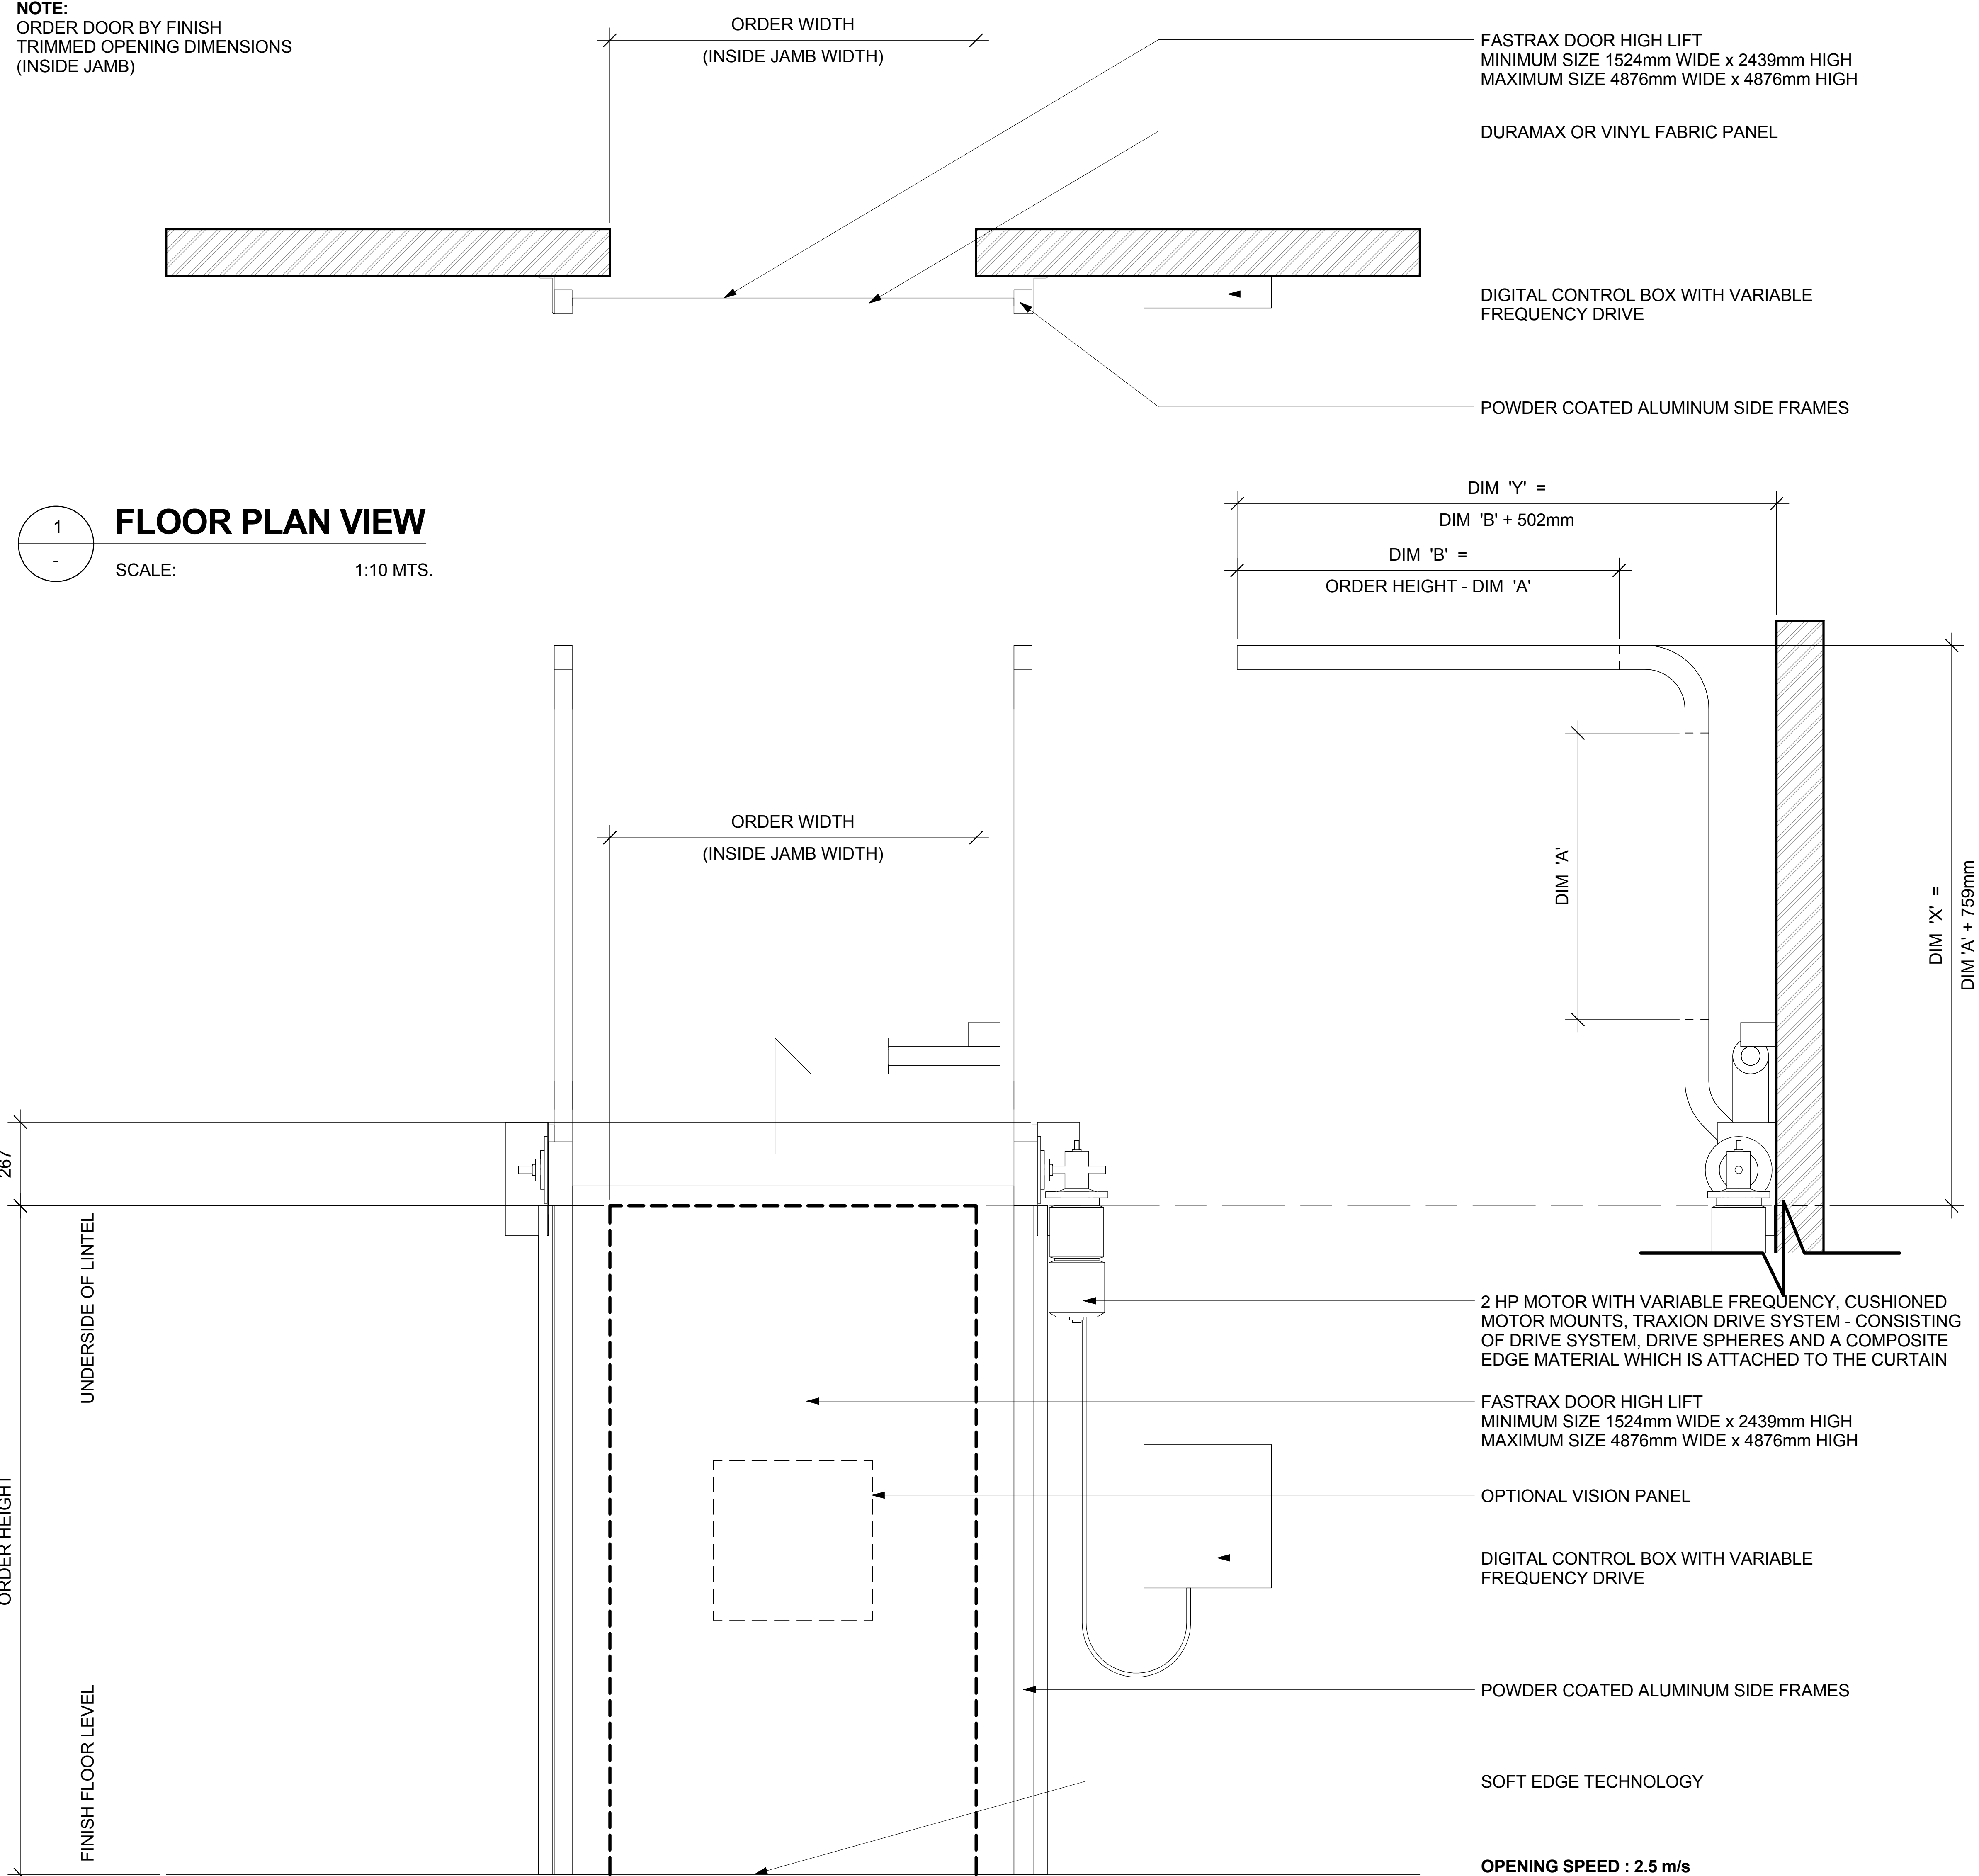 NOTE:
ORDER DOOR BY FINISH
TRIMMED OPENING DIMENSIONS
(INSIDE JAMB)
ORDER WIDTH
(INSIDE JAMB WIDTH)
FASTRAX DOOR HIGH LIFT
MINIMUM SIZE 1524mm WIDE x 2439mm HIGH
MAXIMUM SIZE 4876mm WIDE x 4876mm HIGH
DURAMAX OR VINYL FABRIC PANEL
DIGITAL CONTROL BOX WITH VARIABLE
FREQUENCY DRIVE
POWDER COATED ALUMINUM SIDE FRAMES
1
-
FLOOR PLAN VIEW
SCALE: 1:10 MTS.
DIM 'Y' =
DIM 'B' + 502mm
DIM 'B' =
ORDER HEIGHT - DIM 'A'
DIM 'A'
DIM 'X' =
DIM 'A' + 759mm
ORDER WIDTH
(INSIDE JAMB WIDTH)
267
UNDERSIDE OF LINTEL
ORDER HEIGHT
FINISH FLOOR LEVEL
2 HP MOTOR WITH VARIABLE FREQUENCY, CUSHIONED
MOTOR MOUNTS, TRAXION DRIVE SYSTEM - CONSISTING
OF DRIVE SYSTEM, DRIVE SPHERES AND A COMPOSITE
EDGE MATERIAL WHICH IS ATTACHED TO THE CURTAIN
FASTRAX DOOR HIGH LIFT
MINIMUM SIZE 1524mm WIDE x 2439mm HIGH
MAXIMUM SIZE 4876mm WIDE x 4876mm HIGH
OPTIONAL VISION PANEL
DIGITAL CONTROL BOX WITH VARIABLE
FREQUENCY DRIVE
POWDER COATED ALUMINUM SIDE FRAMES
SOFT EDGE TECHNOLOGY
OPENING SPEED : 2.5 m/s